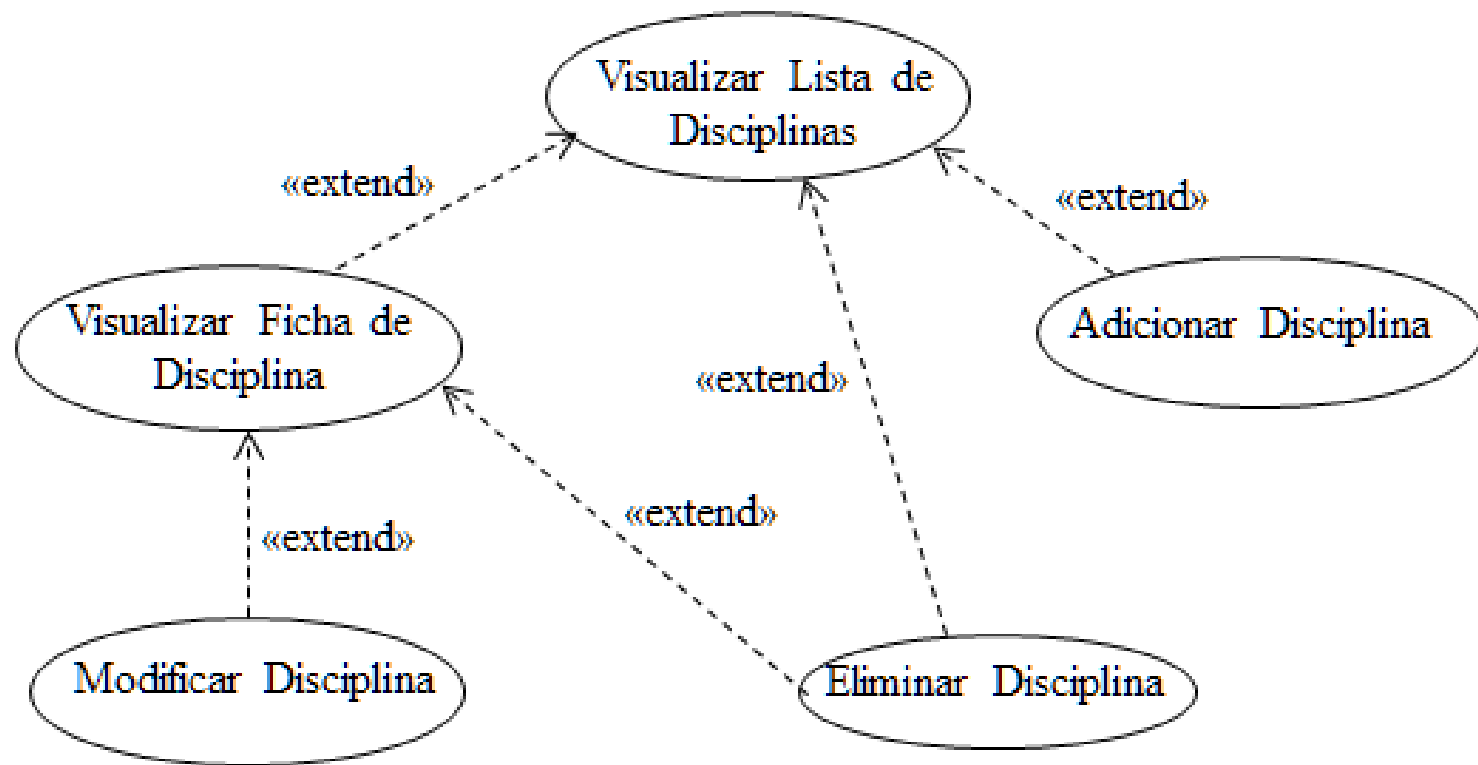 Visualizar Lista de
Disciplinas
«extend»
«extend»
Visualizar Ficha de
Disciplina
Adicionar Disciplina
«extend»
«extend»
«extend»
Modificar Disciplina
Eliminar Disciplina